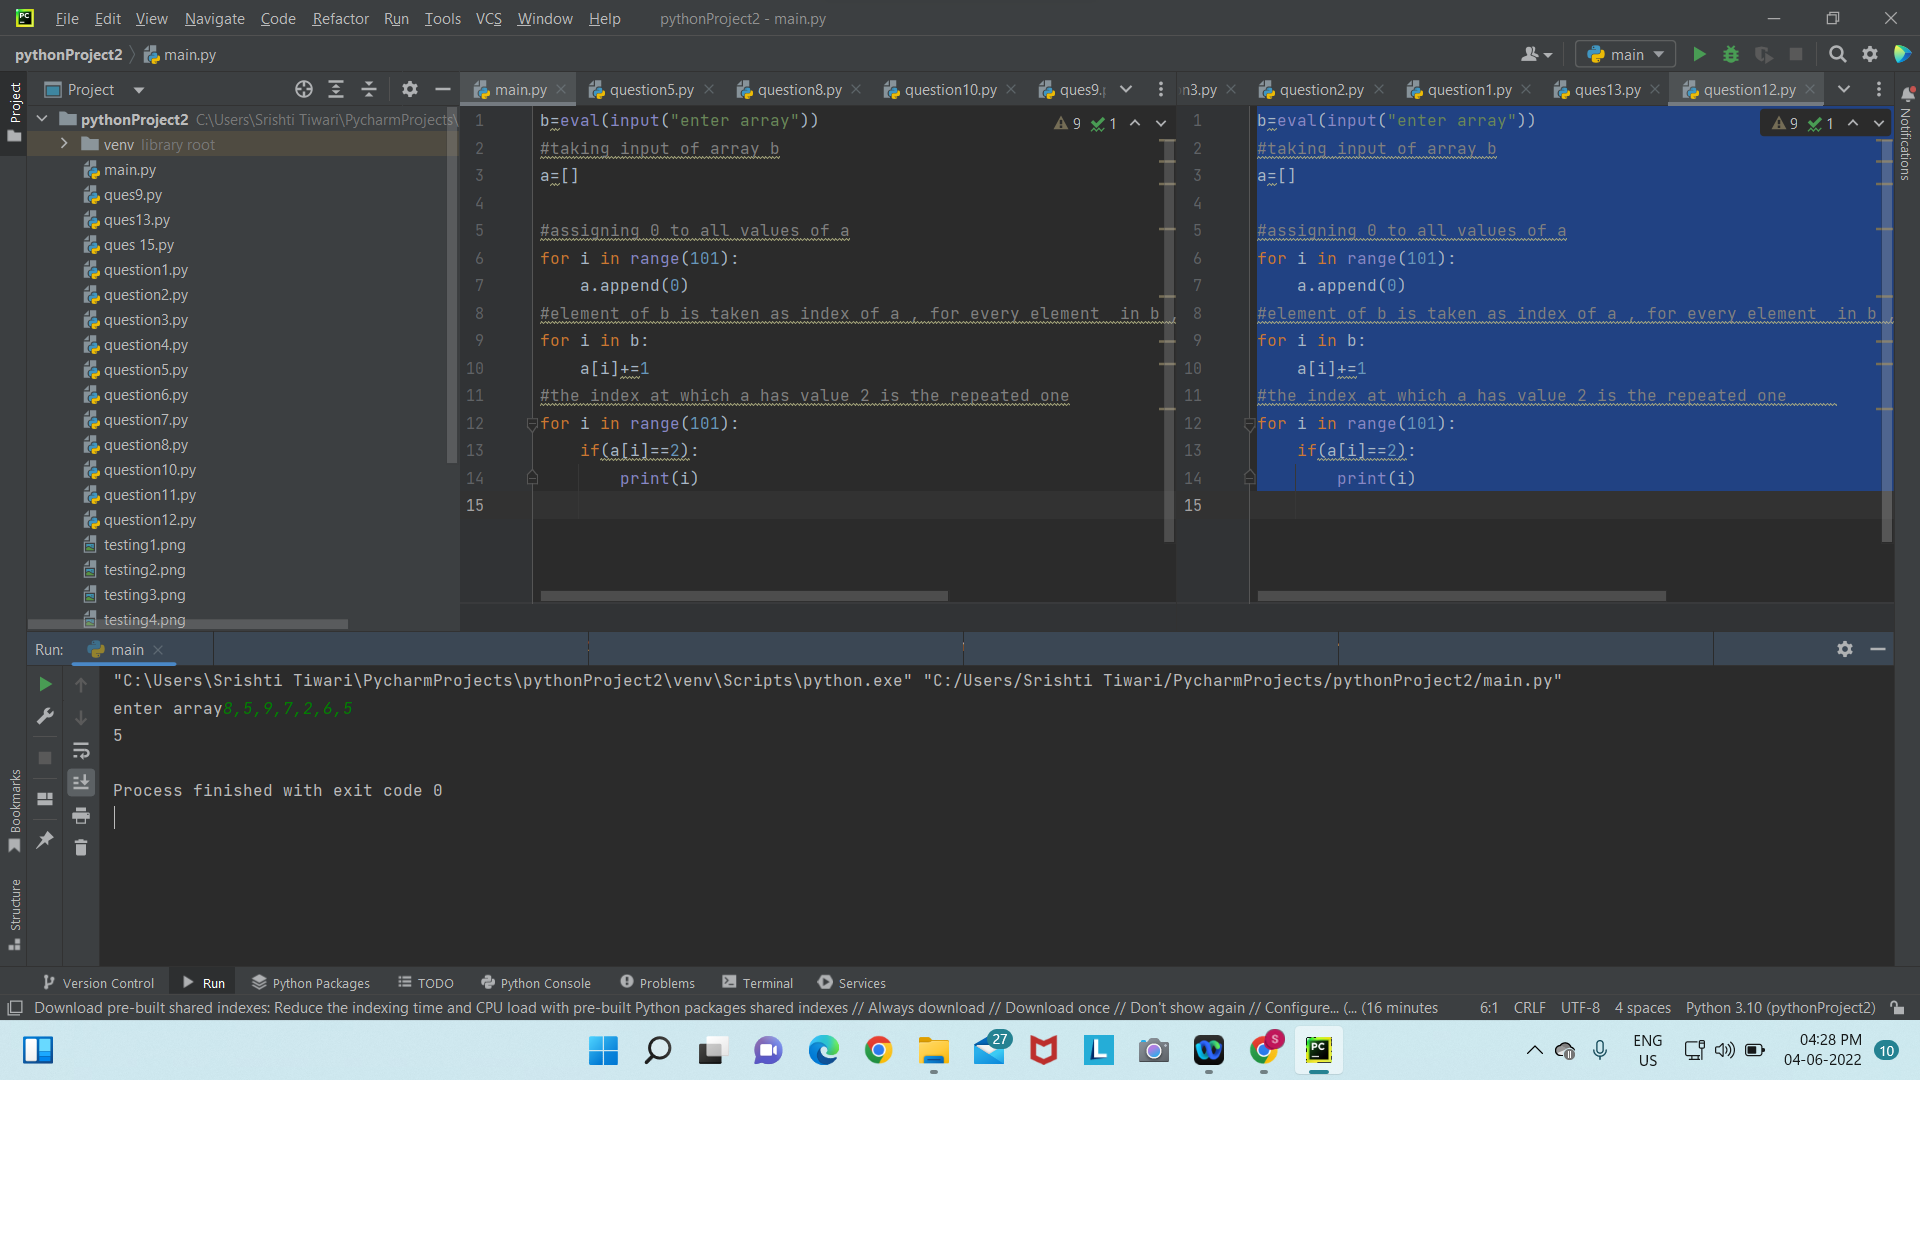 File Edit View Navigate Code Refactor Run Tools VCS Window Help pythonProject2 - main.py
pythonProject2 main.py
main
Project
Project
main.py question5.py question8.py question10.py ques9.
n3.py question2.py question1.py ques13.py question12.py
Notifications
pythonProject2 C:\Users\Srishti Tiwari\PycharmProjects\
venv library root
main.py
ques9.py
ques13.py
ques 15.py
question1.py
question2.py
question3.py
question4.py
question5.py
question6.py
question7.py
question8.py
question10.py
question11.py
question12.py
testing1.png
testing2.png
testing3.png
testing4.png
9 1
1 b=eval(input("enter array"))
2 #taking input of array b
3 a=[]
4
5 #assigning 0 to all values of a
6 for i in range(101):
7 a.append(0)
8 #element of b is taken as index of a , for every element  in b ,
9 for i in b:
10 a[i]+=1
11 #the index at which a has value 2 is the repeated one
12 for i in range(101):
13 if(a[i]==2):
14 print(i)
15
9 1
1 b=eval(input("enter array"))
2 #taking input of array b
3 a=[]
4
5 #assigning 0 to all values of a
6 for i in range(101):
7 a.append(0)
8 #element of b is taken as index of a , for every element  in b ,
9 for i in b:
10 a[i]+=1
11 #the index at which a has value 2 is the repeated one
12 for i in range(101):
13 if(a[i]==2):
14 print(i)
15
Run: main
"C:\Users\Srishti Tiwari\PycharmProjects\pythonProject2\venv\Scripts\python.exe" "C:/Users/Srishti Tiwari/PycharmProjects/pythonProject2/main.py"
enter array8,5,9,7,2,6,5
5
Process finished with exit code 0
Bookmarks
Structure
Version Control Run Python Packages TODO Python Console Problems Terminal Services
Download pre-built shared indexes: Reduce the indexing time and CPU load with pre-built Python packages shared indexes // Always download // Download once // Don't show again // Configure... (... (16 minutes 6:1 CRLF UTF-8 4 spaces Python 3.10 (pythonProject2)
27
S
PC
ENG
US
04:28 PM
04-06-2022
10